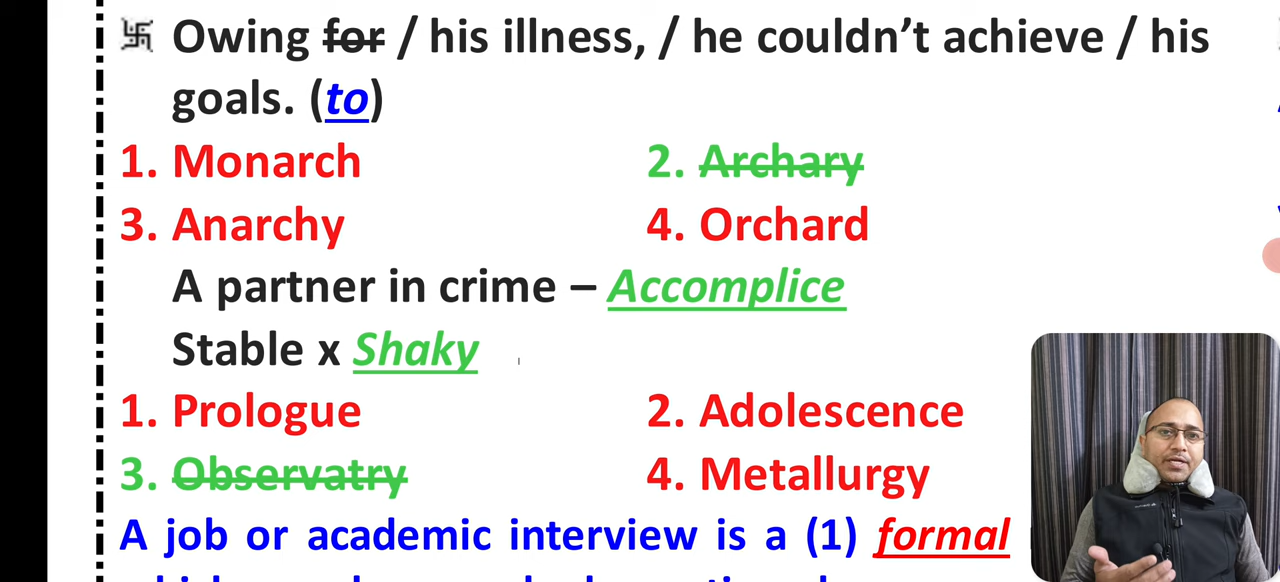 卐 Owing for / his illness, / he couldn't achieve / his
goals. (to)
1. Monarch 2. Archary
3. Anarchy 4. Orchard
A partner in crime – Accomplice
Stable x Shaky
1. Prologue 2. Adolescence
3. Observatry 4. Metallurgy
A job or academic interview is a (1) formal